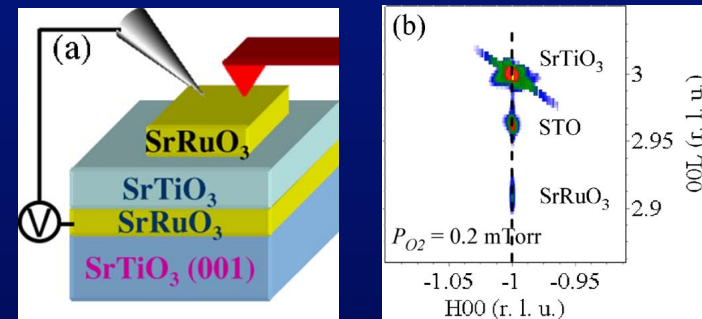 (a)
SrRuO₃
SrTiO₃
SrRuO₃
SrTiO₃ (001)
V
(b)
SrTiO₃
STO
SrRuO₃
P_O2 = 0.2 mTorr
3
2.95
2.9
00L (r. l. u.)
-1.05 -1 -0.95
H00 (r. l. u.)